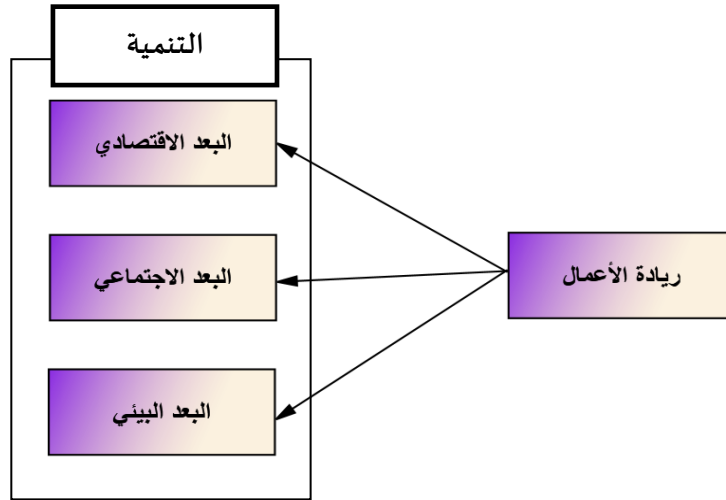 التنمية
البعد الاقتصادي
البعد الاجتماعي
ريادة الأعمال
البعد البيئي